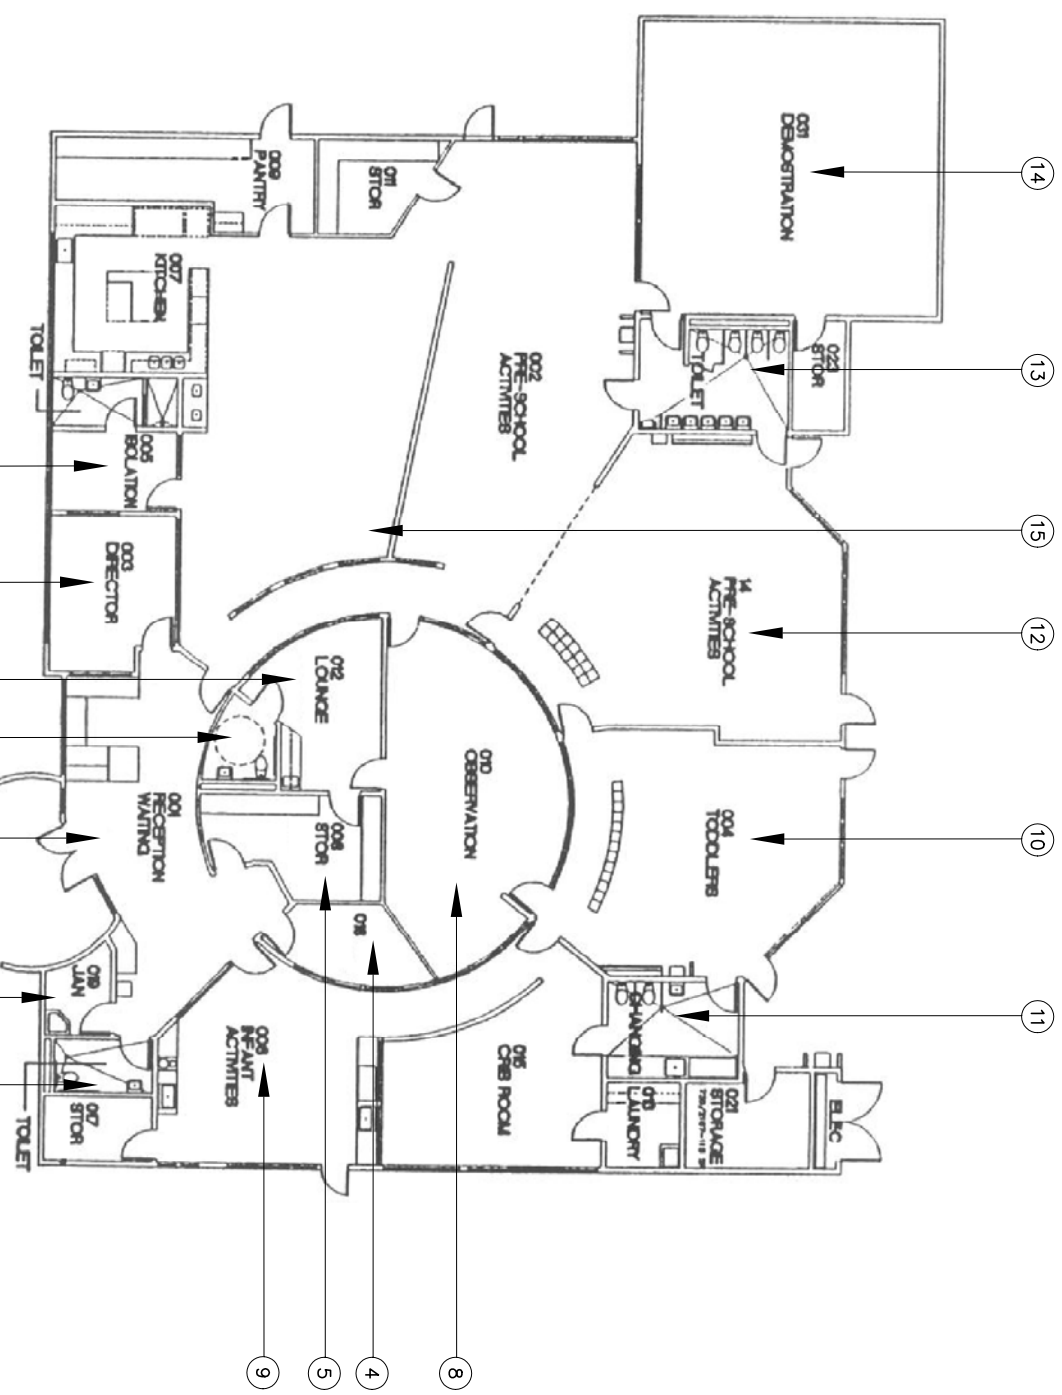 14
13
15
12
10
11
031
DEMOSTRATION
023
STOR
TOILET
009
PANTRY
011
STOR
007
KITCHEN
TOILET
002
PRE-SCHOOL
ACTIVITIES
005
ISOLATION
003
DIRECTOR
14
PRE-SCHOOL
ACTIVITIES
012
LOUNGE
010
OBSERVATION
004
TODDLERS
001
RECEPTION
WAITING
008
STOR
016
019
JAN
006
INFANT
ACTIVITIES
015
CRIB ROOM
CHANGING
013
LAUNDRY
021
STORAGE
ELEC
017
STOR
TOILET
9
5
4
8